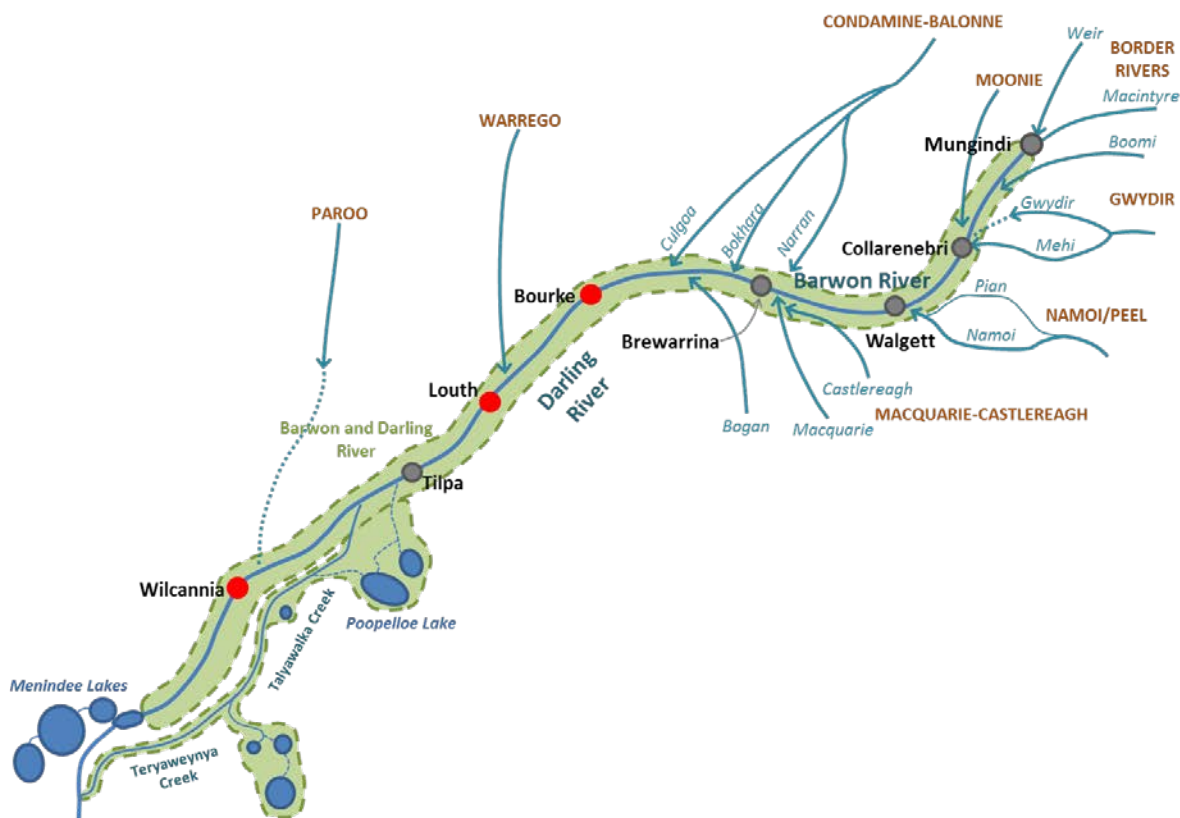 CONDAMINE-BALONNE
Weir
BORDER
RIVERS
MOONIE
Macintyre
WARREGO
Mungindi
Boomi
PAROO
Gwydir
GWYDIR
Culgoa
Bokhara
Narran
Collarenebri
Mehi
Barwon River
Pian
Bourke
NAMOI/PEEL
Brewarrina
Walgett
Namoi
Louth
Darling
River
Castlereagh
MACQUARIE-CASTLEREAGH
Bogan
Macquarie
Barwon and Darling
River
Tilpa
Wilcannia
Poopelloe Lake
Talyawalka Creek
Menindee Lakes
Teryaweynya
Creek